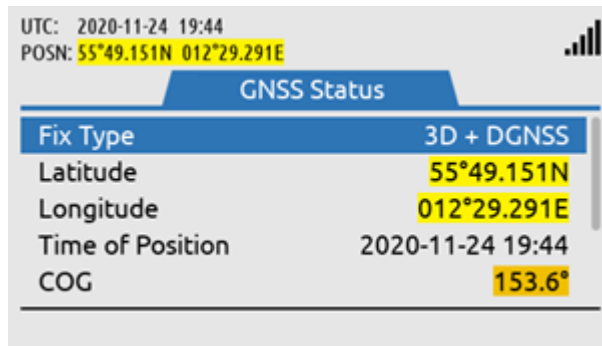 UTC: 2020-11-24 19:44
POSN: 55°49.151N 012°29.291E
GNSS Status
Fix Type 3D + DGNSS
Latitude 55°49.151N
Longitude 012°29.291E
Time of Position 2020-11-24 19:44
COG 153.6°